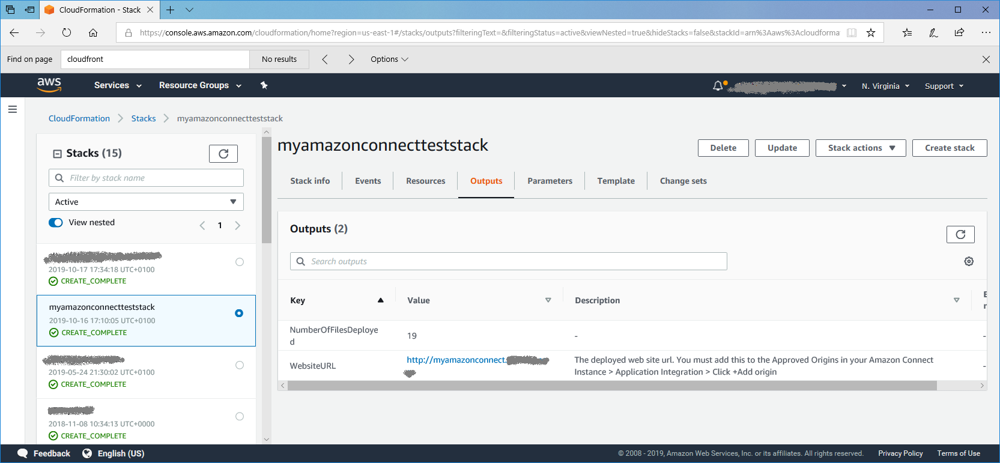 CloudFormation - Stack
https://console.aws.amazon.com/cloudformation/home?region=us-east-1#/stacks/outputs?filteringText=&filteringStatus=active&viewNested=true&hideStacks=false&stackId=arn%3Aaws%3Acloudforma
Find on page cloudfront No results Options
aws Services Resource Groups N. Virginia Support
CloudFormation Stacks myamazonconnectteststack
Stacks (15)
Filter by stack name
Active
View nested 1
2019-10-17 17:34:18 UTC+0100
CREATE_COMPLETE
myamazonconnectteststack
2019-10-16 17:10:05 UTC+0100
CREATE_COMPLETE
2019-05-24 21:30:02 UTC+0100
CREATE_COMPLETE
2018-11-08 10:34:13 UTC+0000
CREATE_COMPLETE
myamazonconnectteststack
Delete Update Stack actions Create stack
Stack info Events Resources Outputs Parameters Template Change sets
Outputs (2)
Search outputs
Key Value Description
NumberOfFilesDeploye
d
19 - -
WebsiteURL
http://myamazonconnect.
The deployed web site url. You must add this to the Approved Origins in your Amazon Connect
Instance > Application Integration > Click +Add origin
-
Feedback English (US) © 2008 - 2019, Amazon Web Services, Inc. or its affiliates. All rights reserved. Privacy Policy Terms of Use